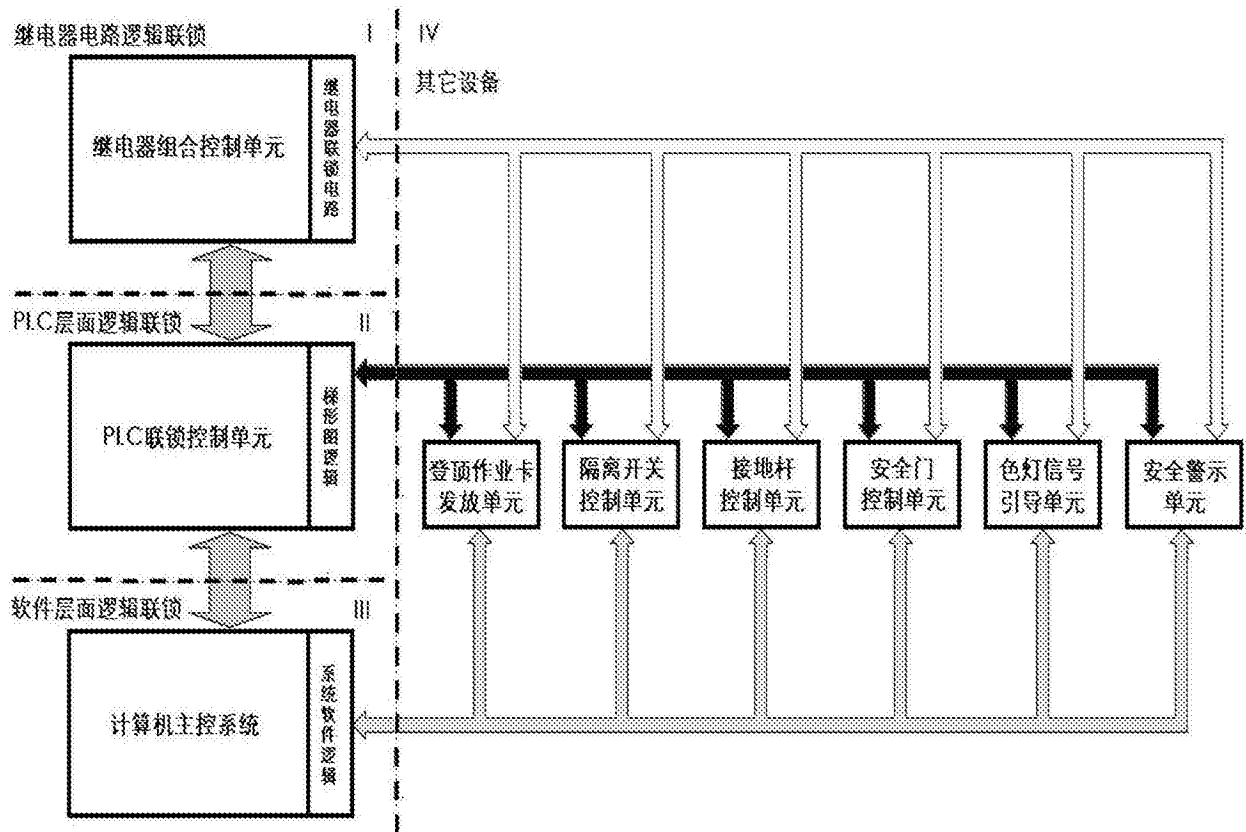 继电器电路逻辑联锁
I
IV
其它设备
继电器组合控制单元
继电器联锁电路
PLC层面逻辑联锁
II
PLC联锁控制单元
梯形图逻辑
登顶作业卡
发放单元
隔离开关
控制单元
接地杆
控制单元
安全门
控制单元
色灯信号
引导单元
安全警示
单元
软件层面逻辑联锁
III
计算机主控系统
系统软件逻辑